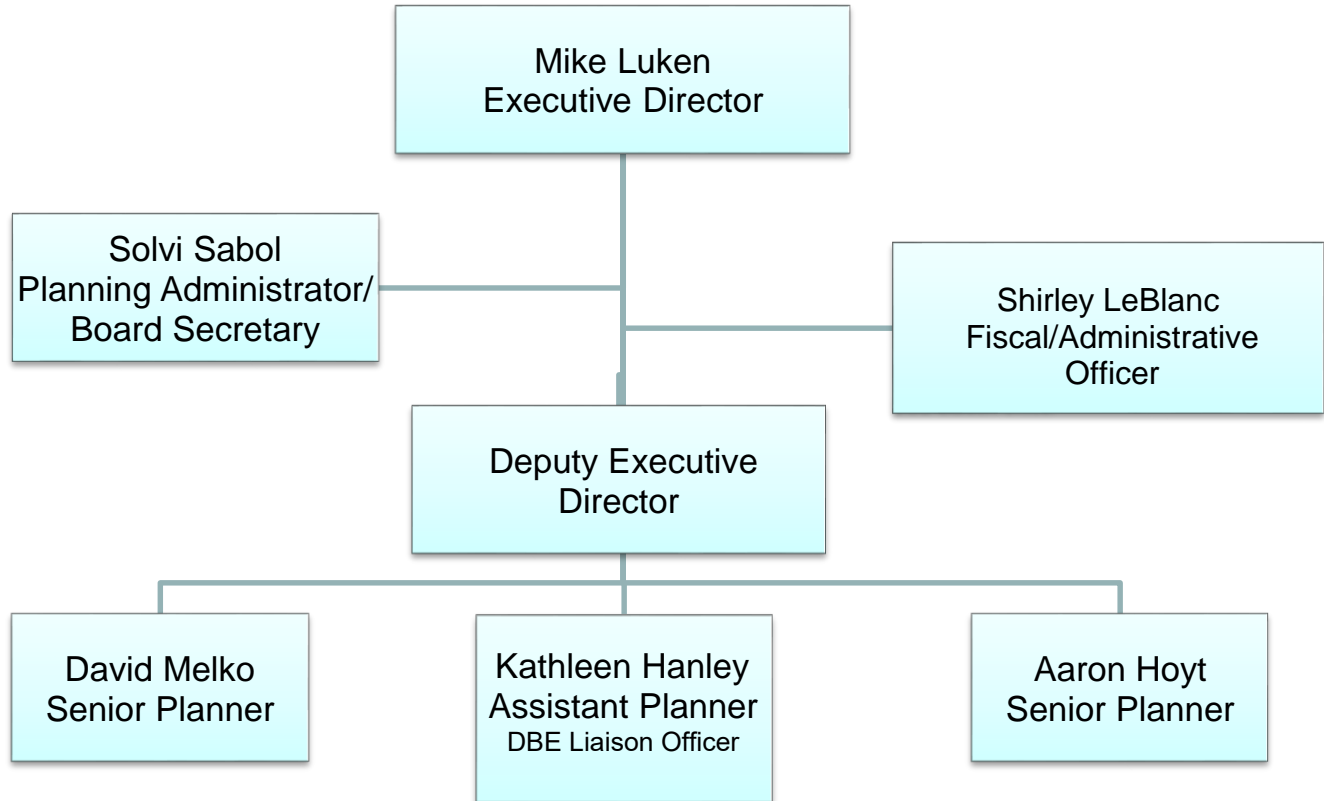 Mike Luken
Executive Director
Solvi Sabol
Planning Administrator/
Board Secretary
Shirley LeBlanc
Fiscal/Administrative
Officer
Deputy Executive
Director
David Melko
Senior Planner
Kathleen Hanley
Assistant Planner
DBE Liaison Officer
Aaron Hoyt
Senior Planner